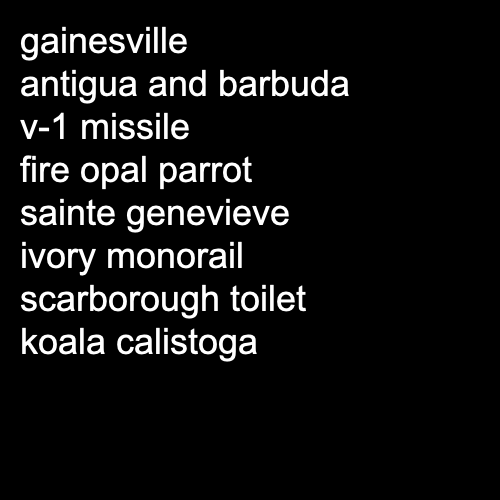 gainesville
antigua and barbuda
v-1 missile
fire opal parrot
sainte genevieve
ivory monorail
scarborough toilet
koala calistoga